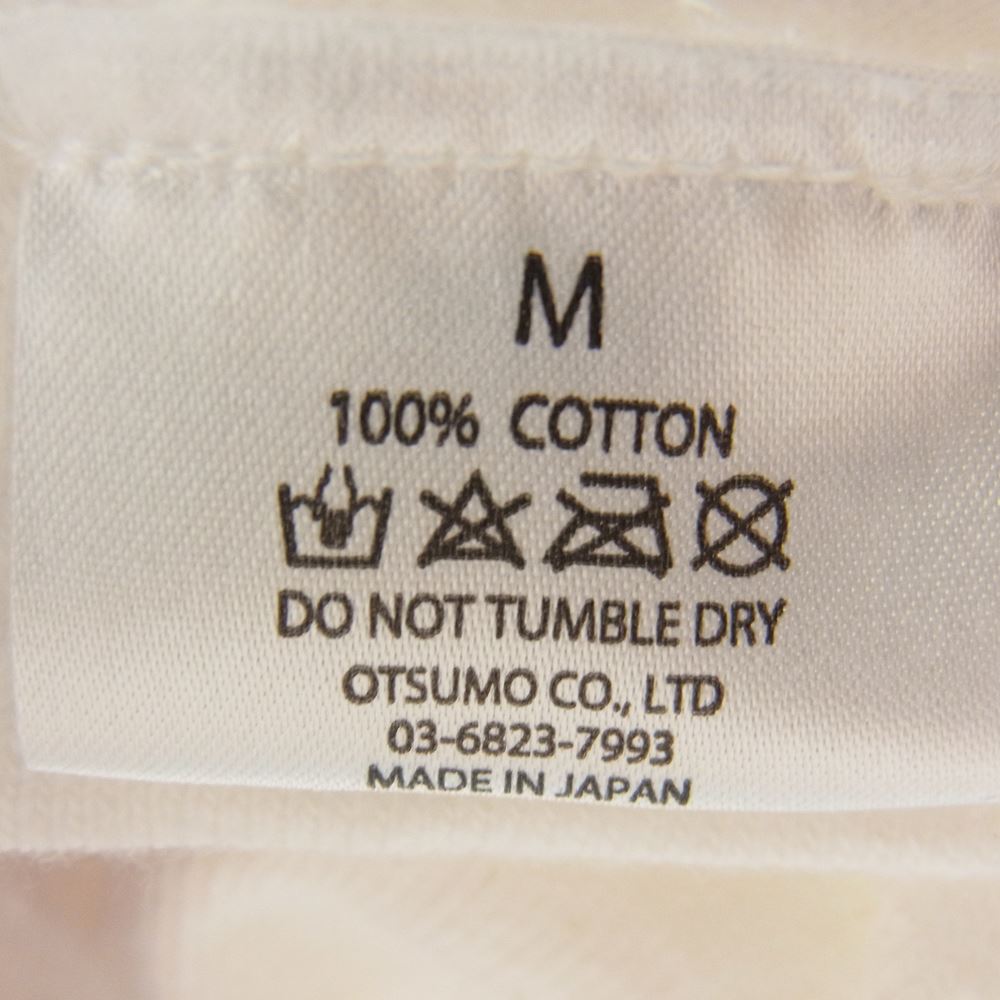 M
100% COTTON
DO NOT TUMBLE DRY
OTSUMO CO., LTD
03-6823-7993
MADE IN JAPAN